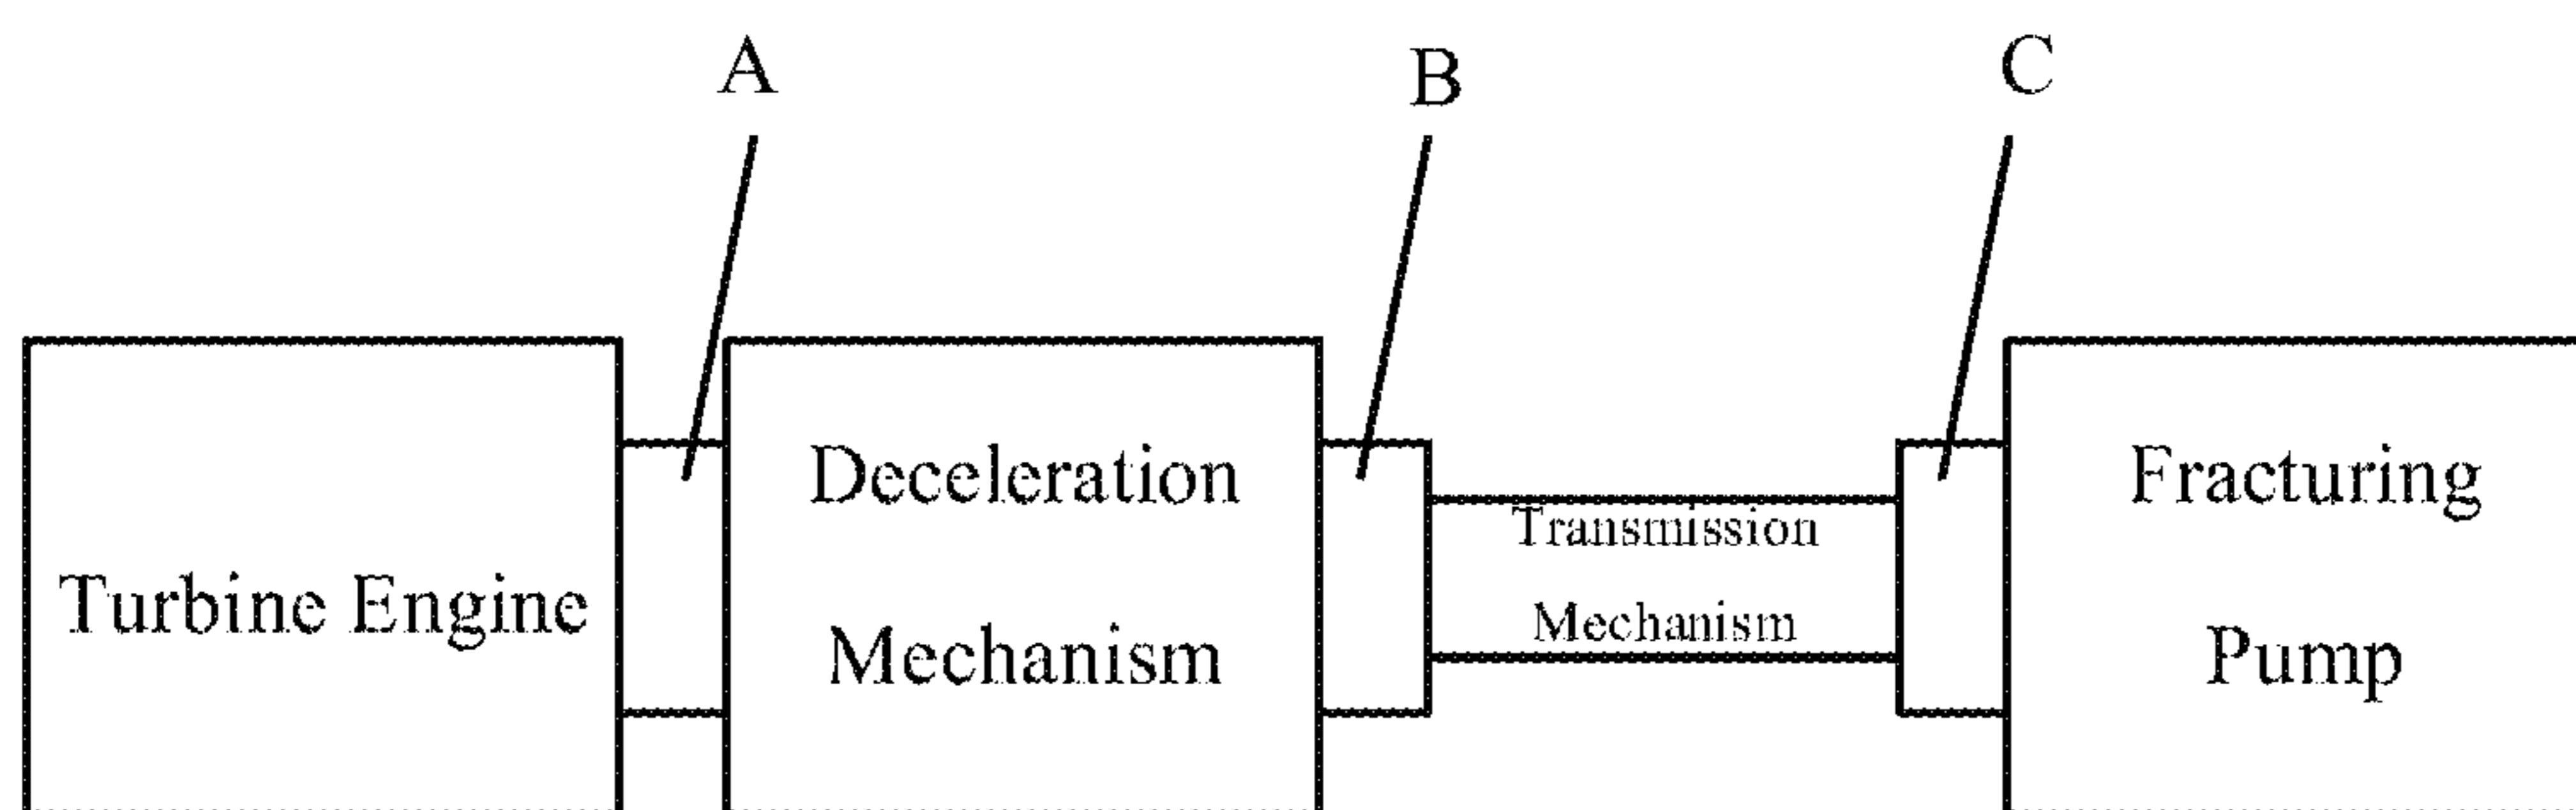 A
B
C
Turbine Engine
Deceleration
Mechanism
Transmission
Mechanism
Fracturing
Pump